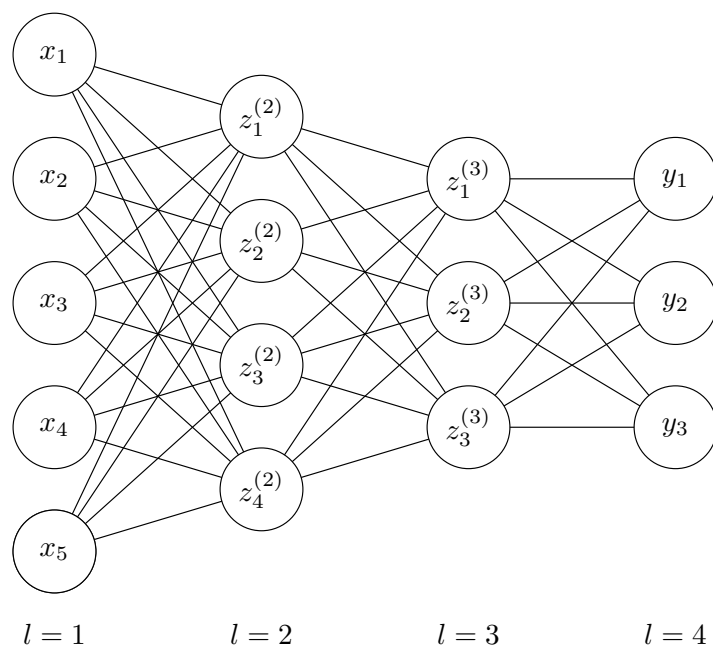 x₁
x₂
x₃
x₄
x₅
z₁⁽²⁾
z₂⁽²⁾
z₃⁽²⁾
z₄⁽²⁾
z₁⁽³⁾
z₂⁽³⁾
z₃⁽³⁾
y₁
y₂
y₃
l = 1 l = 2 l = 3 l = 4